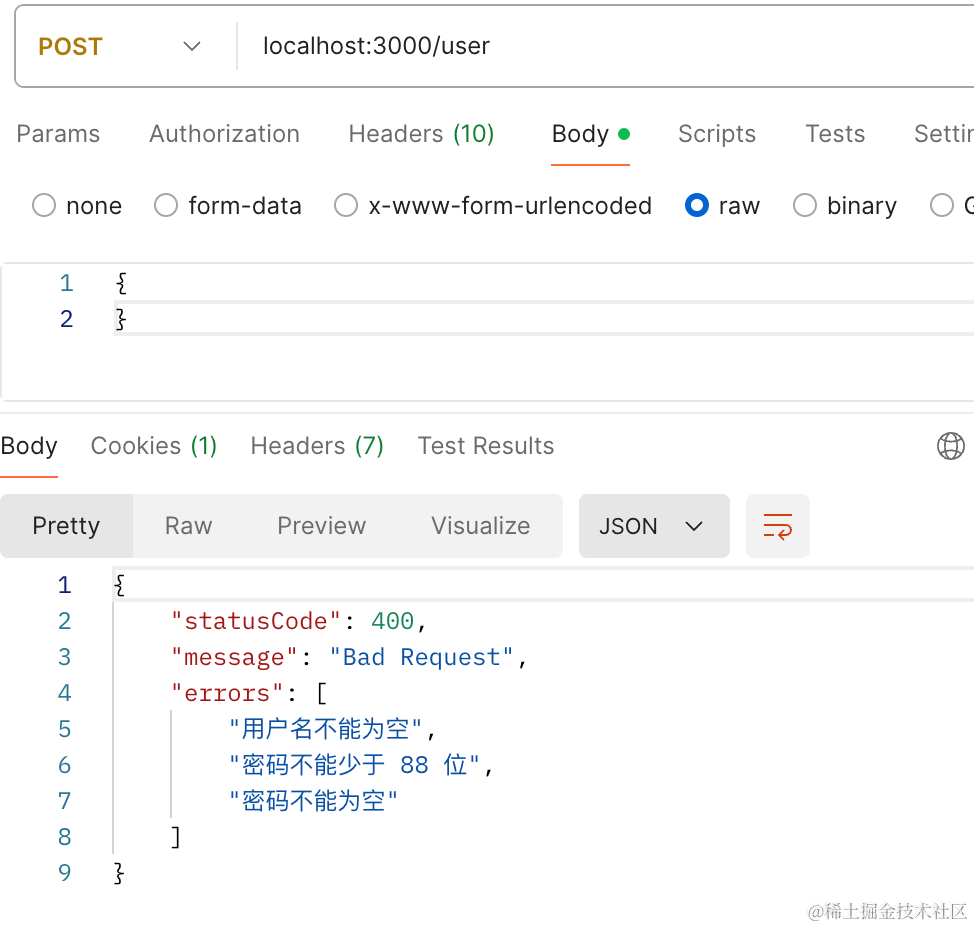 POST localhost:3000/user
Params Authorization Headers (10) Body Scripts Tests Settin
none form-data x-www-form-urlencoded raw binary G
1 {
2 }
Body Cookies (1) Headers (7) Test Results
Pretty Raw Preview Visualize JSON
1 {
2 "statusCode": 400,
3 "message": "Bad Request",
4 "errors": [
5 "用户名不能为空",
6 "密码不能少于 88 位",
7 "密码不能为空"
8 ]
9 }
@稀土掘金技术社区